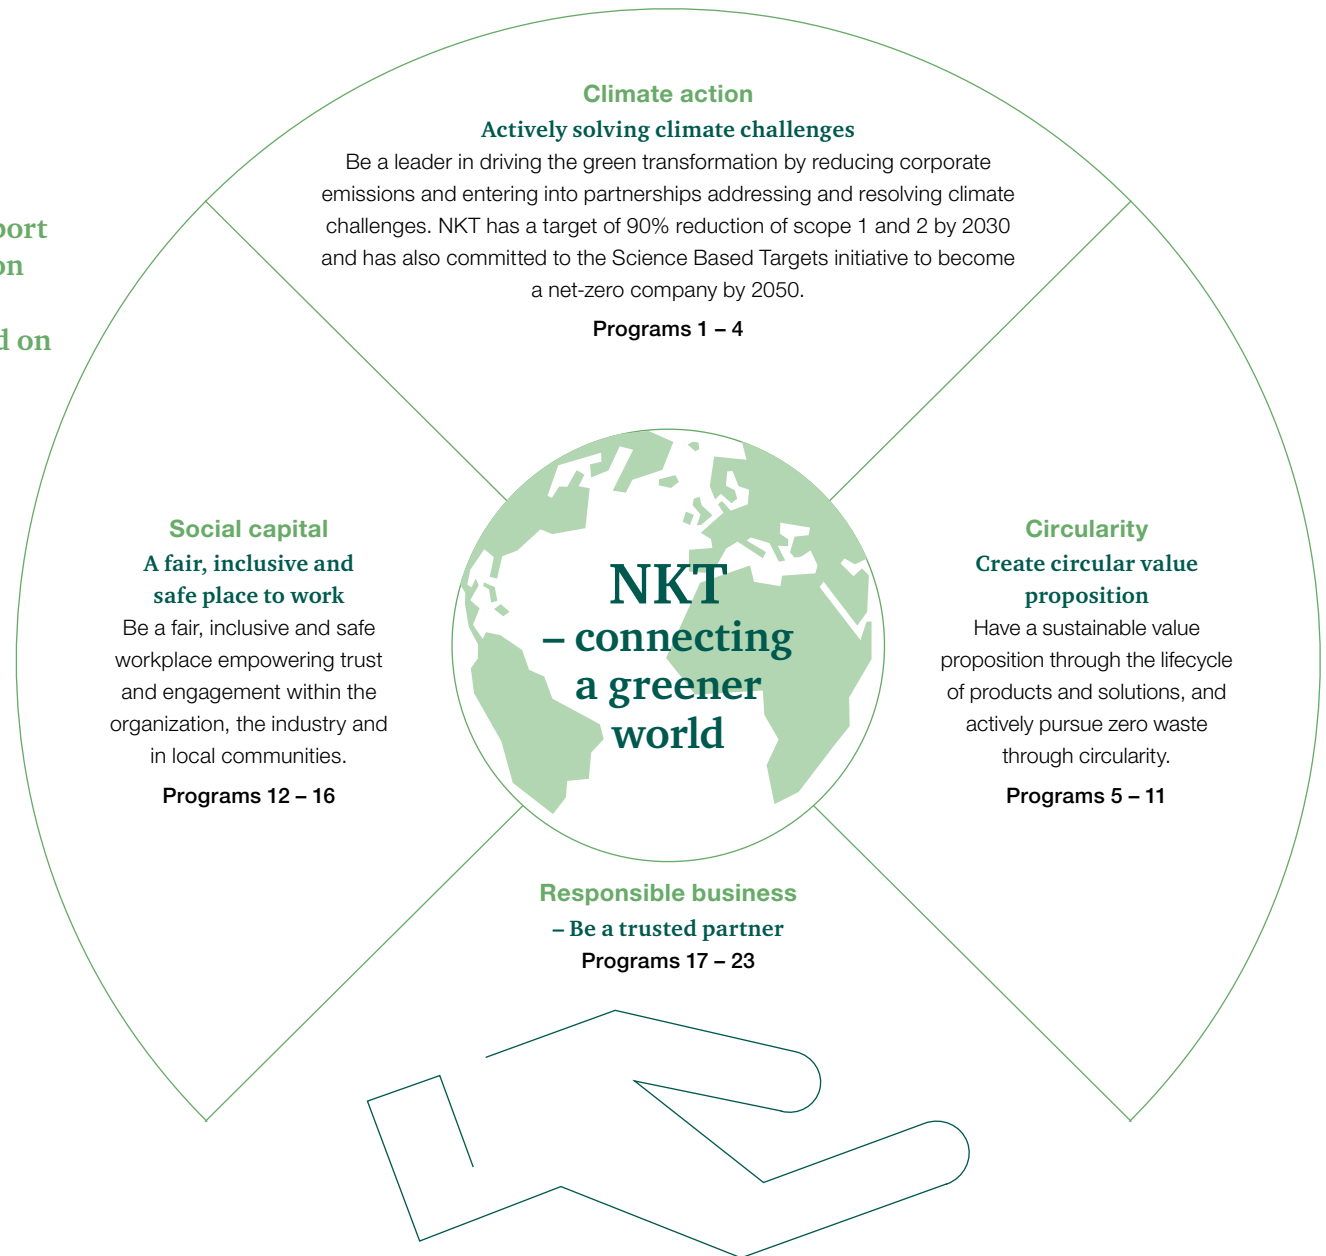 Climate action
Actively solving climate challenges
Be a leader in driving the green transformation by reducing corporate
emissions and entering into partnerships addressing and resolving climate
challenges. NKT has a target of 90% reduction of scope 1 and 2 by 2030
and has also committed to the Science Based Targets initiative to become
a net-zero company by 2050.
Programs 1 – 4
on
on
Social capital
A fair, inclusive and
safe place to work
Be a fair, inclusive and safe
workplace empowering trust
and engagement within the
organization, the industry and
in local communities.
Programs 12 – 16
NKT
– connecting
a greener
world
Circularity
Create circular value
proposition
Have a sustainable value
proposition through the lifecycle
of products and solutions, and
actively pursue zero waste
through circularity.
Programs 5 – 11
Responsible business
– Be a trusted partner
Programs 17 – 23